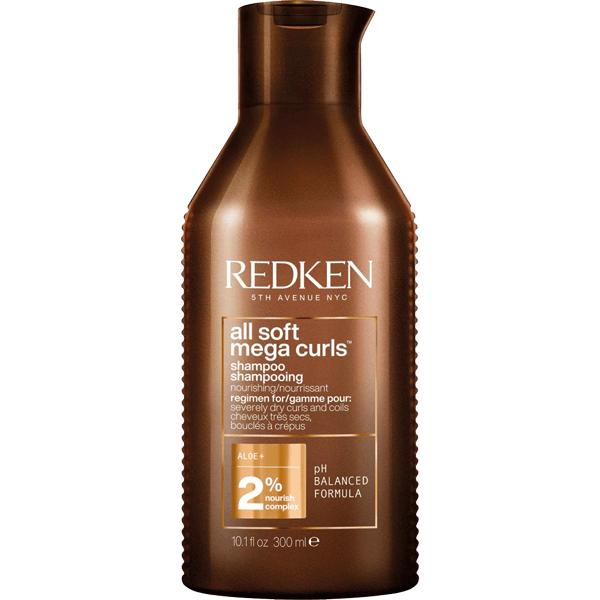 REDKEN
5TH AVENUE NYC
all soft
mega curls™
shampoo
shampooing
nourishing/nourrissant
regimen for/gamme pour:
severely dry curls and coils
cheveux très secs,
bouclés à crépus
ALOE+
2%
nourish
complex
pH
BALANCED
FORMULA
10.1 fl oz 300 ml ℮